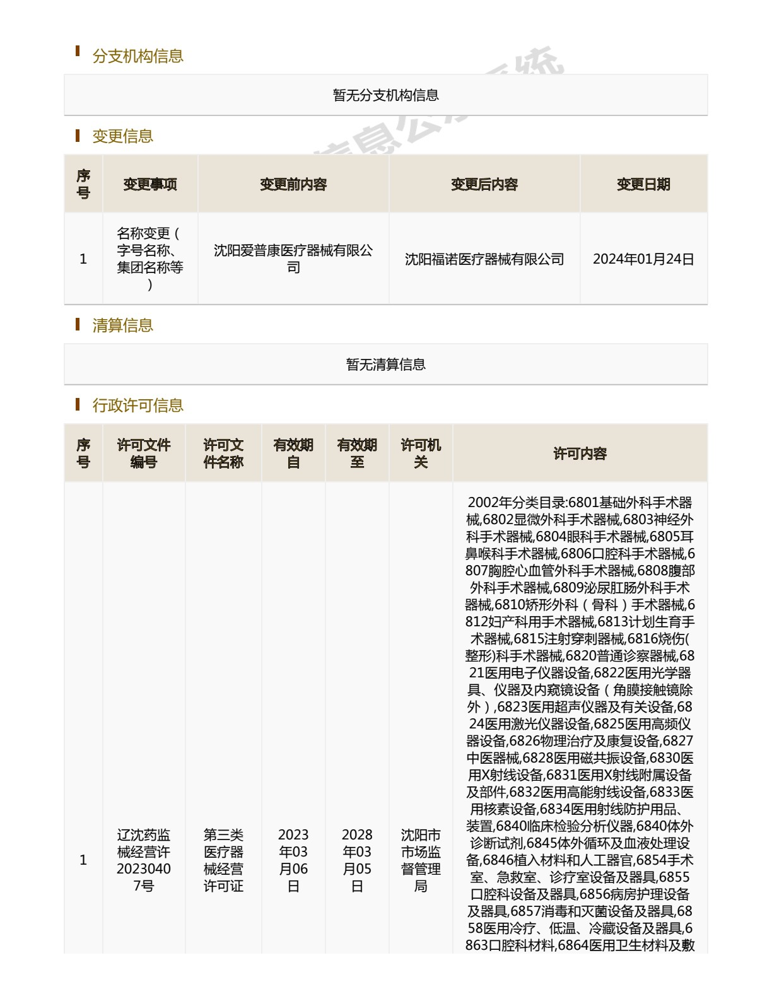 分支机构信息
暂无分支机构信息
变更信息
序
号
变更事项
变更前内容
变更后内容
变更日期
1
名称变更（
字号名称、
集团名称等
）
沈阳爱普康医疗器械有限公
司
沈阳福诺医疗器械有限公司
2024年01月24日
清算信息
暂无清算信息
行政许可信息
序
号
许可文件
编号
许可文
件名称
有效期
自
有效期
至
许可机
关
许可内容
1
辽沈药监
械经营许
2023040
7号
第三类
医疗器
械经营
许可证
2023
年03
月06
日
2028
年03
月05
日
沈阳市
市场监
督管理
局
2002年分类目录:6801基础外科手术器
械,6802显微外科手术器械,6803神经外
科手术器械,6804眼科手术器械,6805耳
鼻喉科手术器械,6806口腔科手术器械,6
807胸腔心血管外科手术器械,6808腹部
外科手术器械,6809泌尿肛肠外科手术
器械,6810矫形外科（骨科）手术器械,6
812妇产科用手术器械,6813计划生育手
术器械,6815注射穿刺器械,6816烧伤(
整形)科手术器械,6820普通诊察器械,68
21医用电子仪器设备,6822医用光学器
具、仪器及内窥镜设备（角膜接触镜除
外）,6823医用超声仪器及有关设备,68
24医用激光仪器设备,6825医用高频仪
器设备,6826物理治疗及康复设备,6827
中医器械,6828医用磁共振设备,6830医
用X射线设备,6831医用X射线附属设备
及部件,6832医用高能射线设备,6833医
用核素设备,6834医用射线防护用品、
装置,6840临床检验分析仪器,6840体外
诊断试剂,6845体外循环及血液处理设
备,6846植入材料和人工器官,6854手术
室、急救室、诊疗室设备及器具,6855
口腔科设备及器具,6856病房护理设备
及器具,6857消毒和灭菌设备及器具,68
58医用冷疗、低温、冷藏设备及器具,6
863口腔科材料,6864医用卫生材料及敷